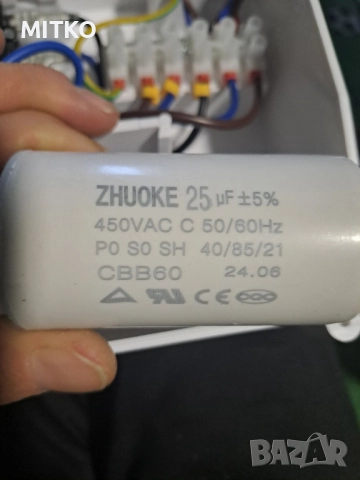 MITKO
ZHUOKE 25 µF ±5%
450VAC C 50/60Hz
P0 S0 SH 40/85/21
CBB60 24.06
CE
BAZAR